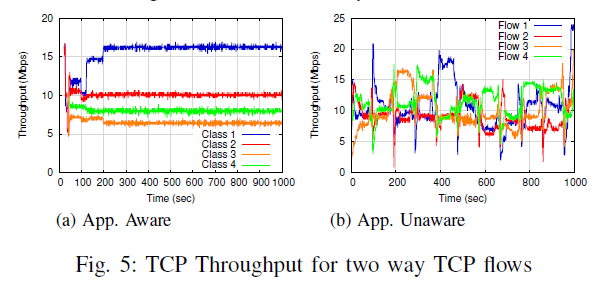 20
15
10
5
0
Throughput (Mbps)
Class 1
Class 2
Class 3
Class 4
0 100 200 300 400 500 600 700 800 900 1000
Time (sec)
(a) App. Aware
25
20
15
10
5
0
Throughput (Mbps)
Flow 1
Flow 2
Flow 3
Flow 4
0 200 400 600 800 1000
Time (sec)
(b) App. Unaware
Fig. 5: TCP Throughput for two way TCP flows